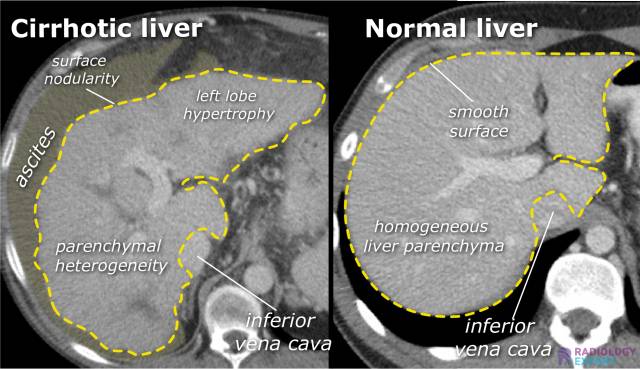 Cirrhotic liver
surface
nodularity
left lobe
hypertrophy
ascites
parenchymal
heterogeneity
inferior
vena cava
Normal liver
smooth
surface
homogeneous
liver parenchyma
inferior
vena cava
RADIOLOGY
EXPERT